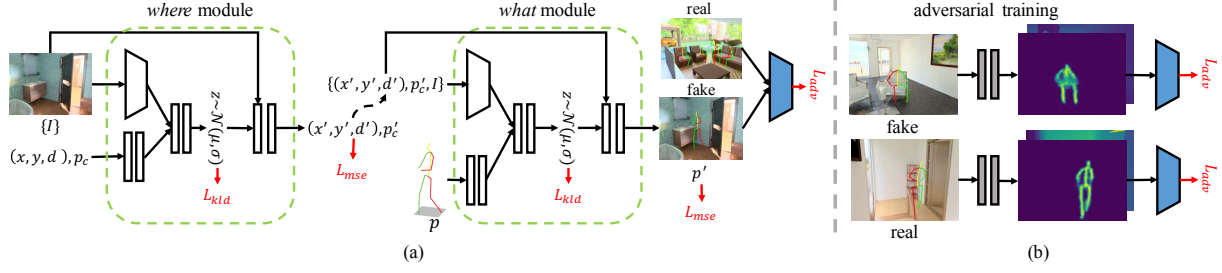 where module
{I}
(x, y, d ), p_c
z~N(μ,σ)
L_kld
(x′, y′, d′), p′_c
L_mse
what module
{(x′, y′, d′), p′_c, I}
p
z~N(μ,σ)
L_kld
real
fake
p′
L_mse
L_adv
(a)
adversarial training
fake
L_adv
real
L_adv
(b)